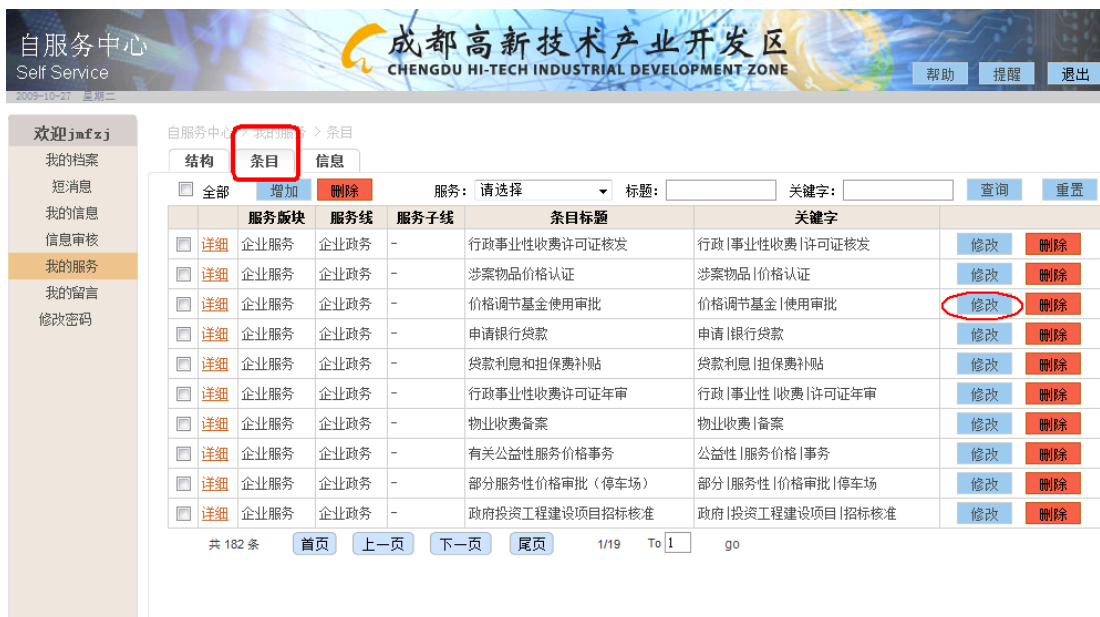 自服务中心
Self Service
成都高新技术产业开发区
CHENGDU HI-TECH INDUSTRIAL DEVELOPMENT ZONE
帮助 提醒 退出
2009-10-27 星期二
欢迎jmfzj
我的档案
短消息
我的信息
信息审核
我的服务
我的留言
修改密码
自服务中心 > 我的服务 > 条目
结构 条目 信息
全部 增加 删除 服务: 请选择 标题: 关键字: 查询 重置
服务版块 服务线 服务子线 条目标题 关键字
详细 企业服务 企业政务 - 行政事业性收费许可证核发 行政|事业性收费|许可证核发 修改 删除
详细 企业服务 企业政务 - 涉案物品价格认证 涉案物品|价格认证 修改 删除
详细 企业服务 企业政务 - 价格调节基金使用审批 价格调节基金|使用审批 修改 删除
详细 企业服务 企业政务 - 申请银行贷款 申请|银行贷款 修改 删除
详细 企业服务 企业政务 - 贷款利息和担保费补贴 贷款利息|担保费补贴 修改 删除
详细 企业服务 企业政务 - 行政事业性收费许可证年审 行政|事业性|收费|许可证年审 修改 删除
详细 企业服务 企业政务 - 物业收费备案 物业收费|备案 修改 删除
详细 企业服务 企业政务 - 有关公益性服务价格事务 公益性|服务价格|事务 修改 删除
详细 企业服务 企业政务 - 部分服务性价格审批（停车场） 部分|服务性|价格审批|停车场 修改 删除
详细 企业服务 企业政务 - 政府投资工程建设项目招标核准 政府|投资工程建设项目|招标核准 修改 删除
共 182 条 首页 上一页 下一页 尾页 1/19 To 1 go